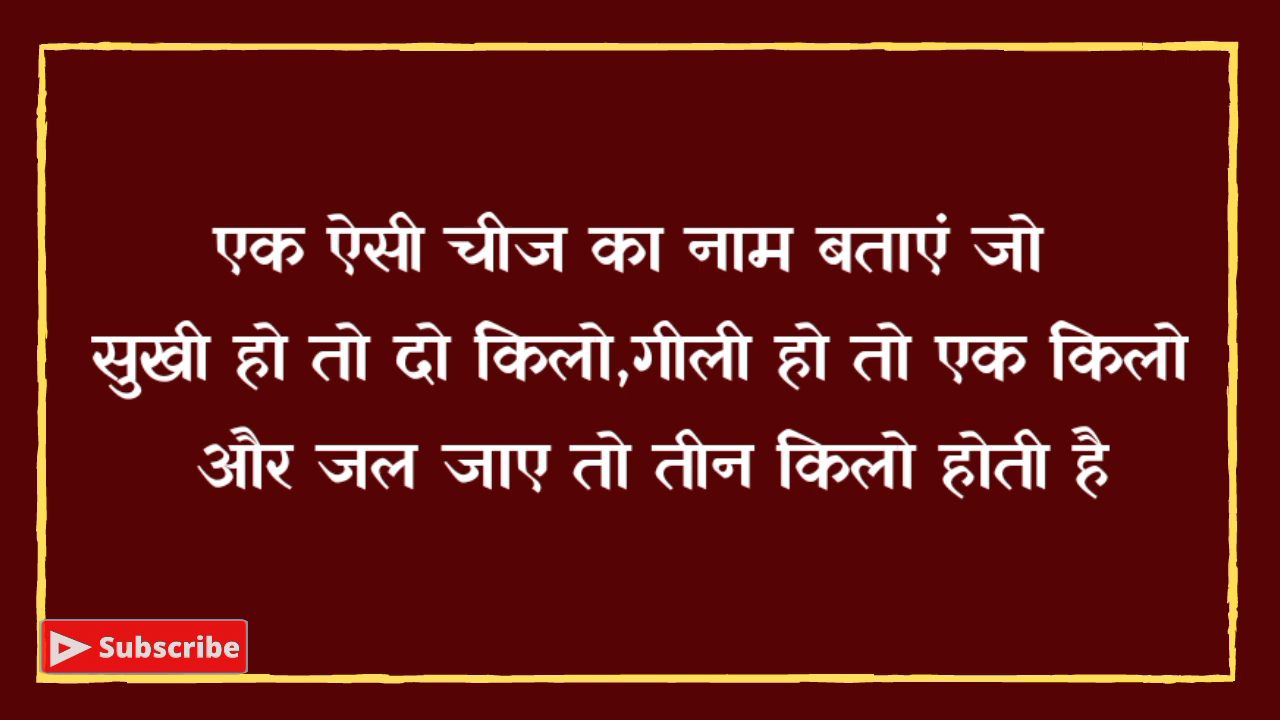 एक ऐसी चीज का नाम बताएं जो
सुखी हो तो दो किलो,गीली हो तो एक किलो
और जल जाए तो तीन किलो होती है
Subscribe